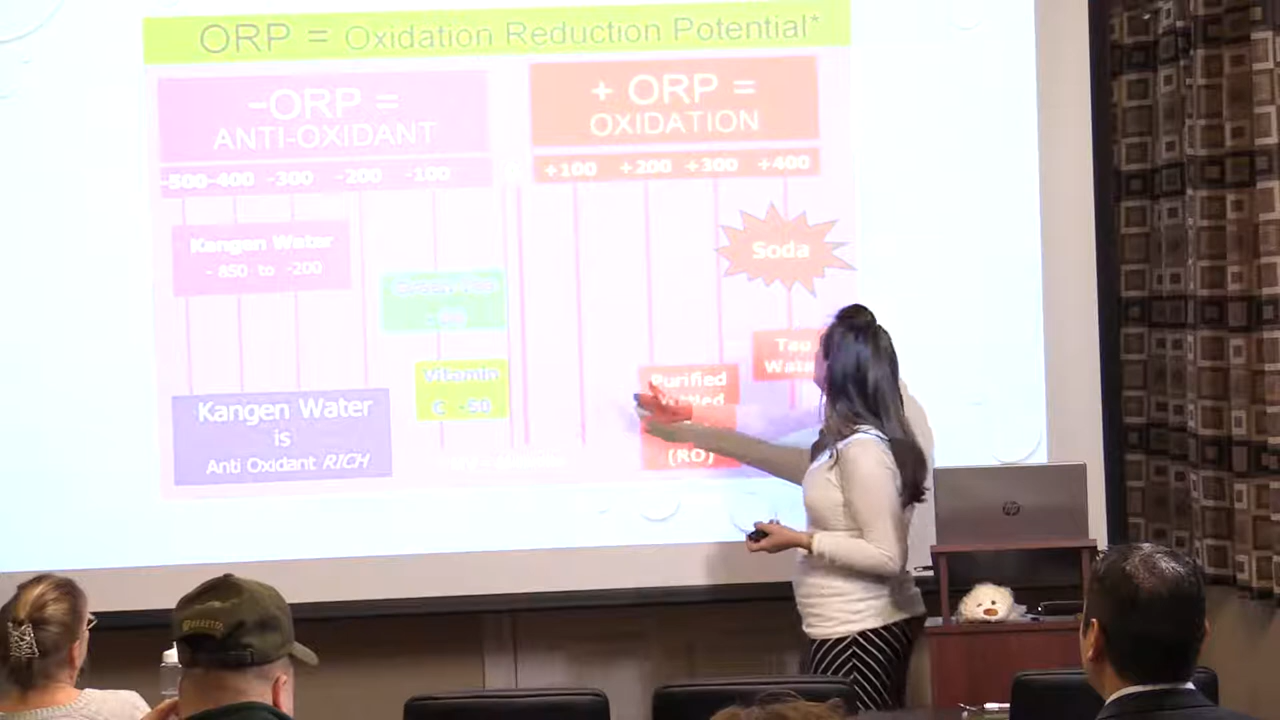 ORP = Oxidation Reduction Potential*
-ORP =
ANTI-OXIDANT
+ ORP =
OXIDATION
-500-400 -300 -200 -100
+100 +200 +300 +400
Kangen Water
- 850 to -200
Soda
Vitamin
C -50
Purified
(RO)
Kangen Water
is
Anti Oxidant RICH
hp